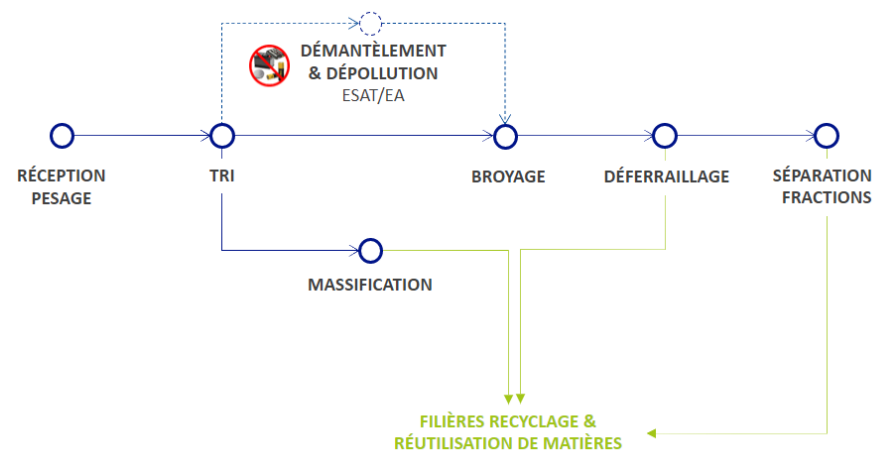 DÉMANTÈLEMENT
& DÉPOLLUTION
ESAT/EA
RÉCEPTION
PESAGE
TRI
BROYAGE
DÉFERRAILLAGE
SÉPARATION
FRACTIONS
MASSIFICATION
FILIÈRES RECYCLAGE &
RÉUTILISATION DE MATIÈRES